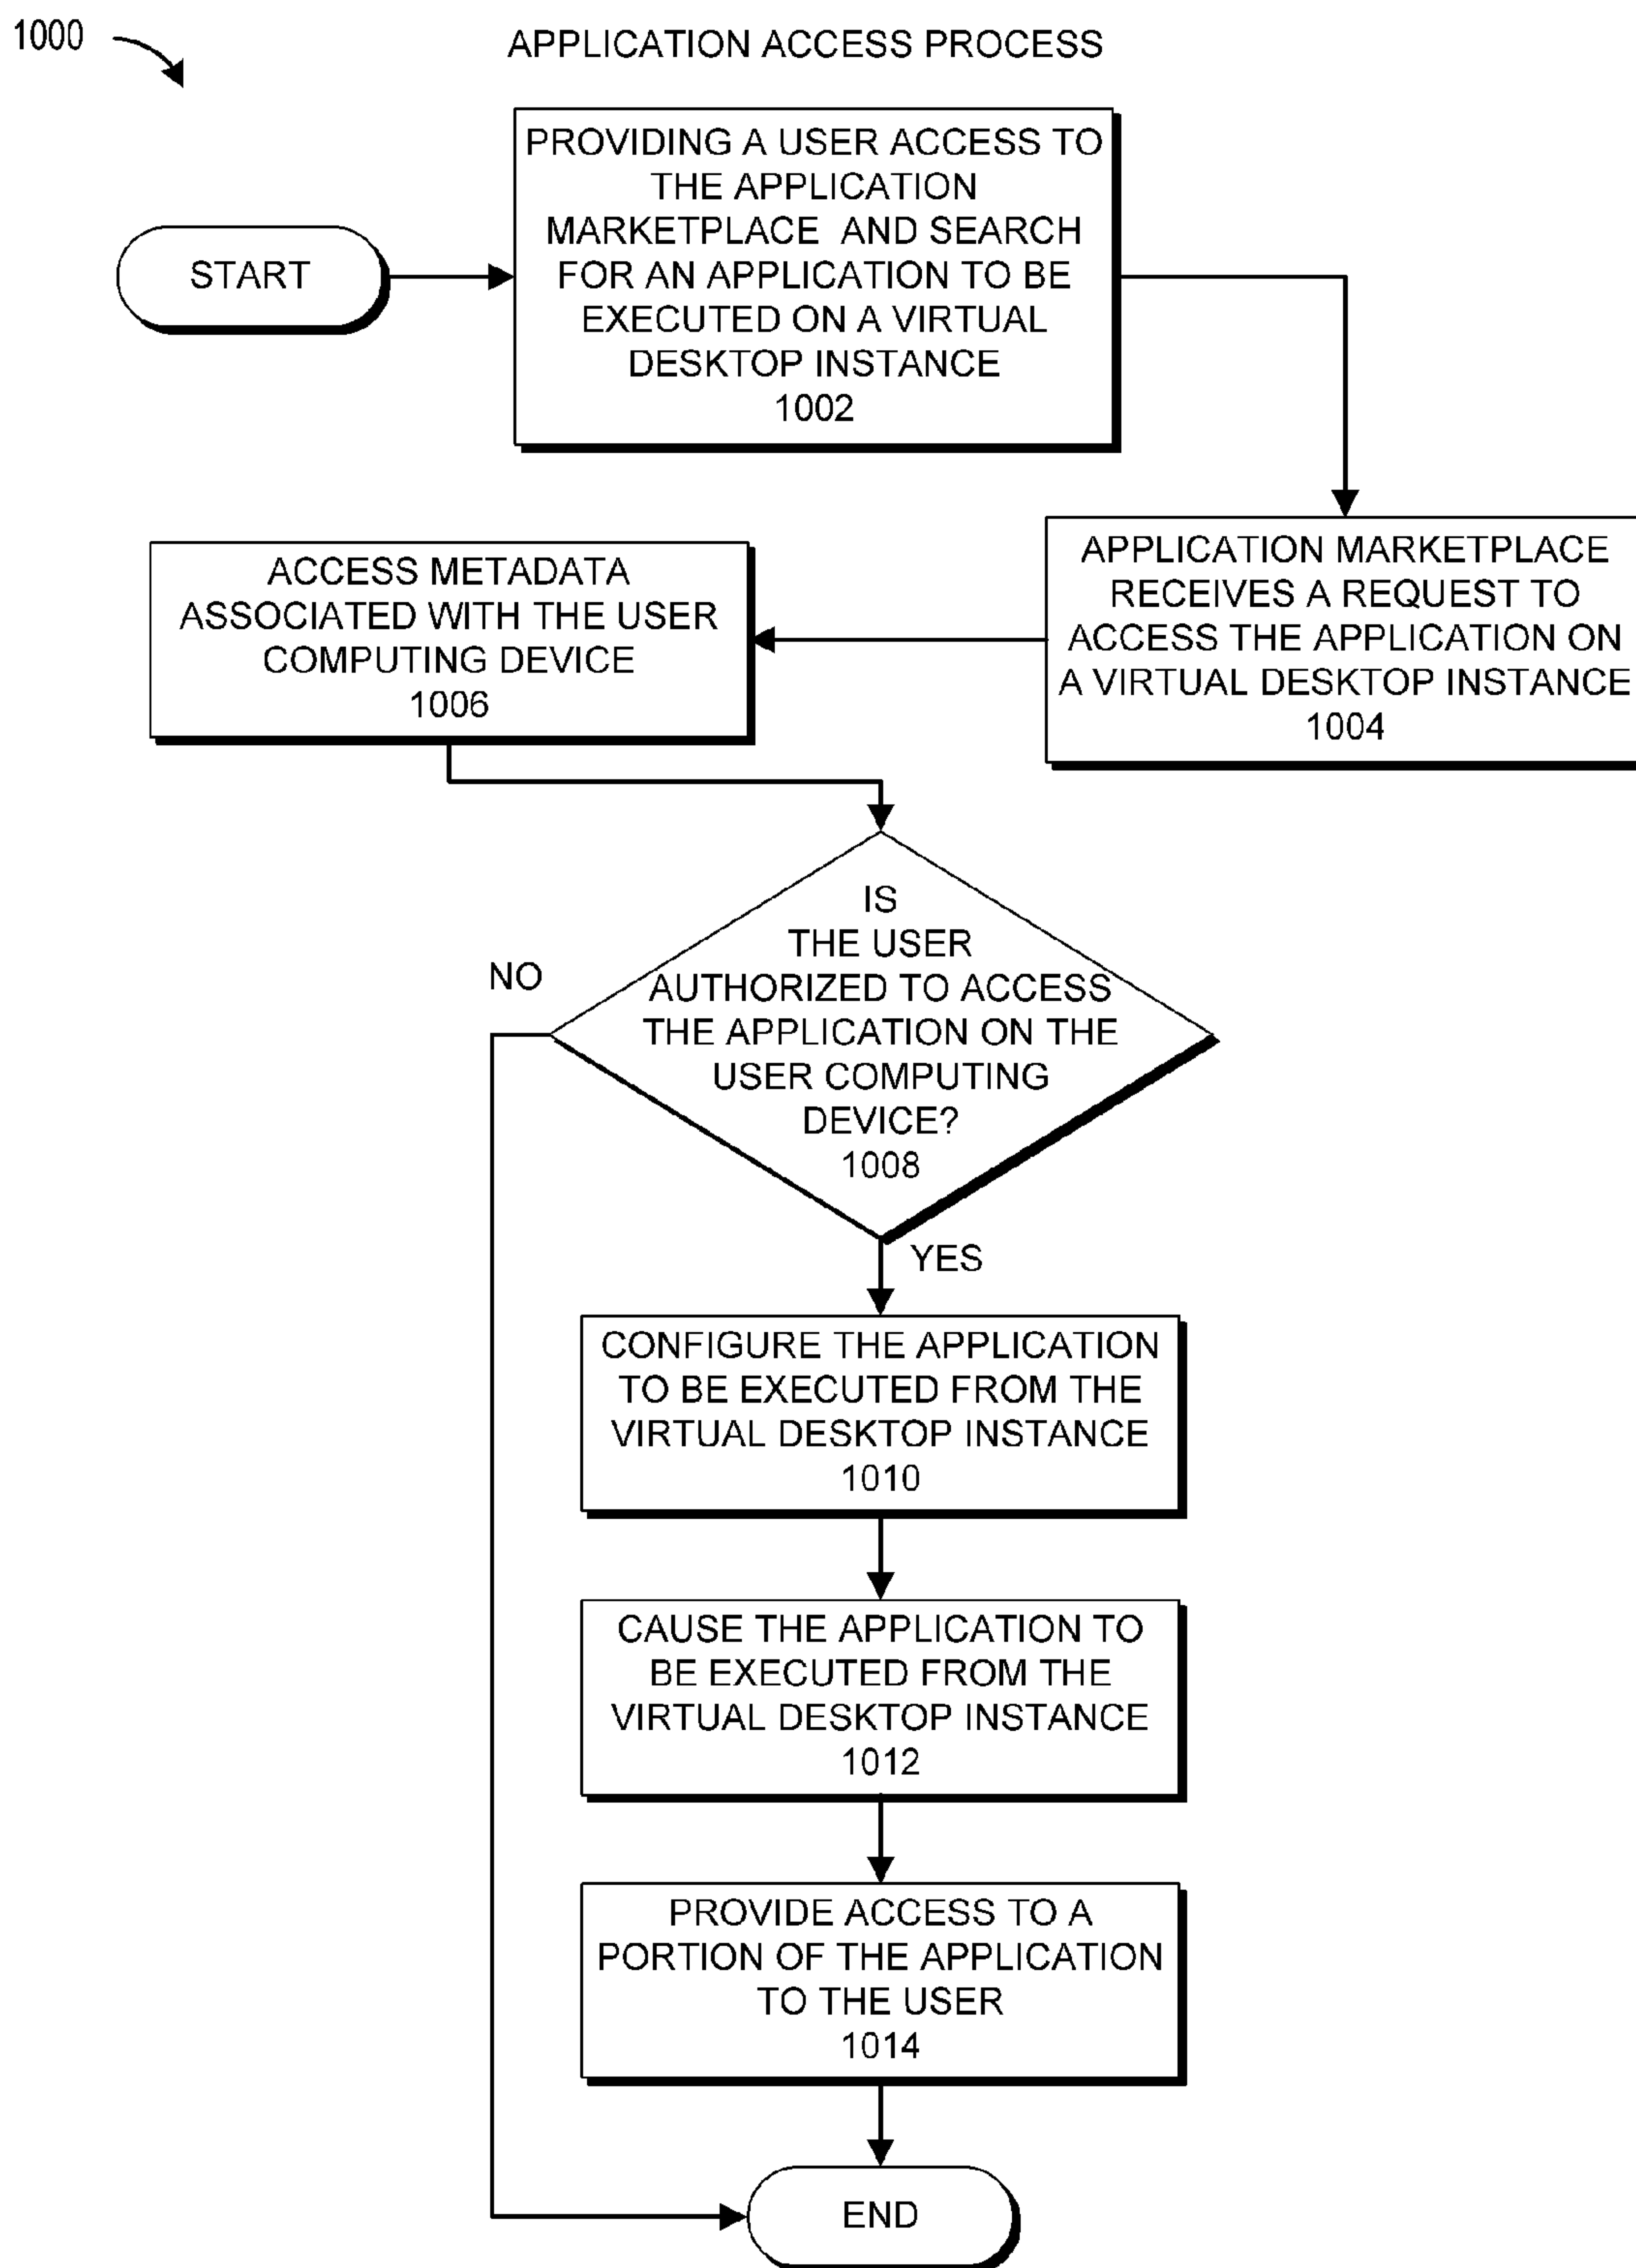 1000
APPLICATION ACCESS PROCESS
START
PROVIDING A USER ACCESS TO
THE APPLICATION
MARKETPLACE AND SEARCH
FOR AN APPLICATION TO BE
EXECUTED ON A VIRTUAL
DESKTOP INSTANCE
1002
APPLICATION MARKETPLACE
RECEIVES A REQUEST TO
ACCESS THE APPLICATION ON
A VIRTUAL DESKTOP INSTANCE
1004
ACCESS METADATA
ASSOCIATED WITH THE USER
COMPUTING DEVICE
1006
IS
THE USER
AUTHORIZED TO ACCESS
THE APPLICATION ON THE
USER COMPUTING
DEVICE?
1008
NO
YES
CONFIGURE THE APPLICATION
TO BE EXECUTED FROM THE
VIRTUAL DESKTOP INSTANCE
1010
CAUSE THE APPLICATION TO
BE EXECUTED FROM THE
VIRTUAL DESKTOP INSTANCE
1012
PROVIDE ACCESS TO A
PORTION OF THE APPLICATION
TO THE USER
1014
END